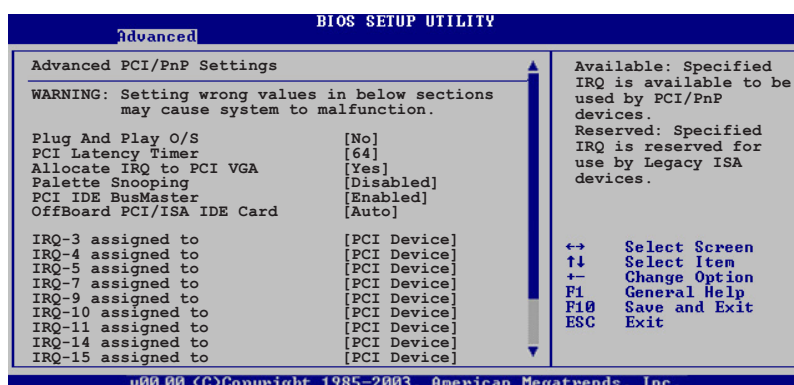 BIOS SETUP UTILITY
Advanced
Advanced PCI/PnP Settings
WARNING: Setting wrong values in below sections
may cause system to malfunction.
Plug And Play O/S [No]
PCI Latency Timer [64]
Allocate IRQ to PCI VGA [Yes]
Palette Snooping [Disabled]
PCI IDE BusMaster [Enabled]
OffBoard PCI/ISA IDE Card [Auto]
IRQ-3 assigned to [PCI Device]
IRQ-4 assigned to [PCI Device]
IRQ-5 assigned to [PCI Device]
IRQ-7 assigned to [PCI Device]
IRQ-9 assigned to [PCI Device]
IRQ-10 assigned to [PCI Device]
IRQ-11 assigned to [PCI Device]
IRQ-14 assigned to [PCI Device]
IRQ-15 assigned to [PCI Device]
Available: Specified
IRQ is available to be
used by PCI/PnP
devices.
Reserved: Specified
IRQ is reserved for
use by Legacy ISA
devices.
↔ Select Screen
↑↓ Select Item
+- Change Option
F1 General Help
F10 Save and Exit
ESC Exit
v00.00 (C)Copyright 1985-2003, American Megatrends, Inc.